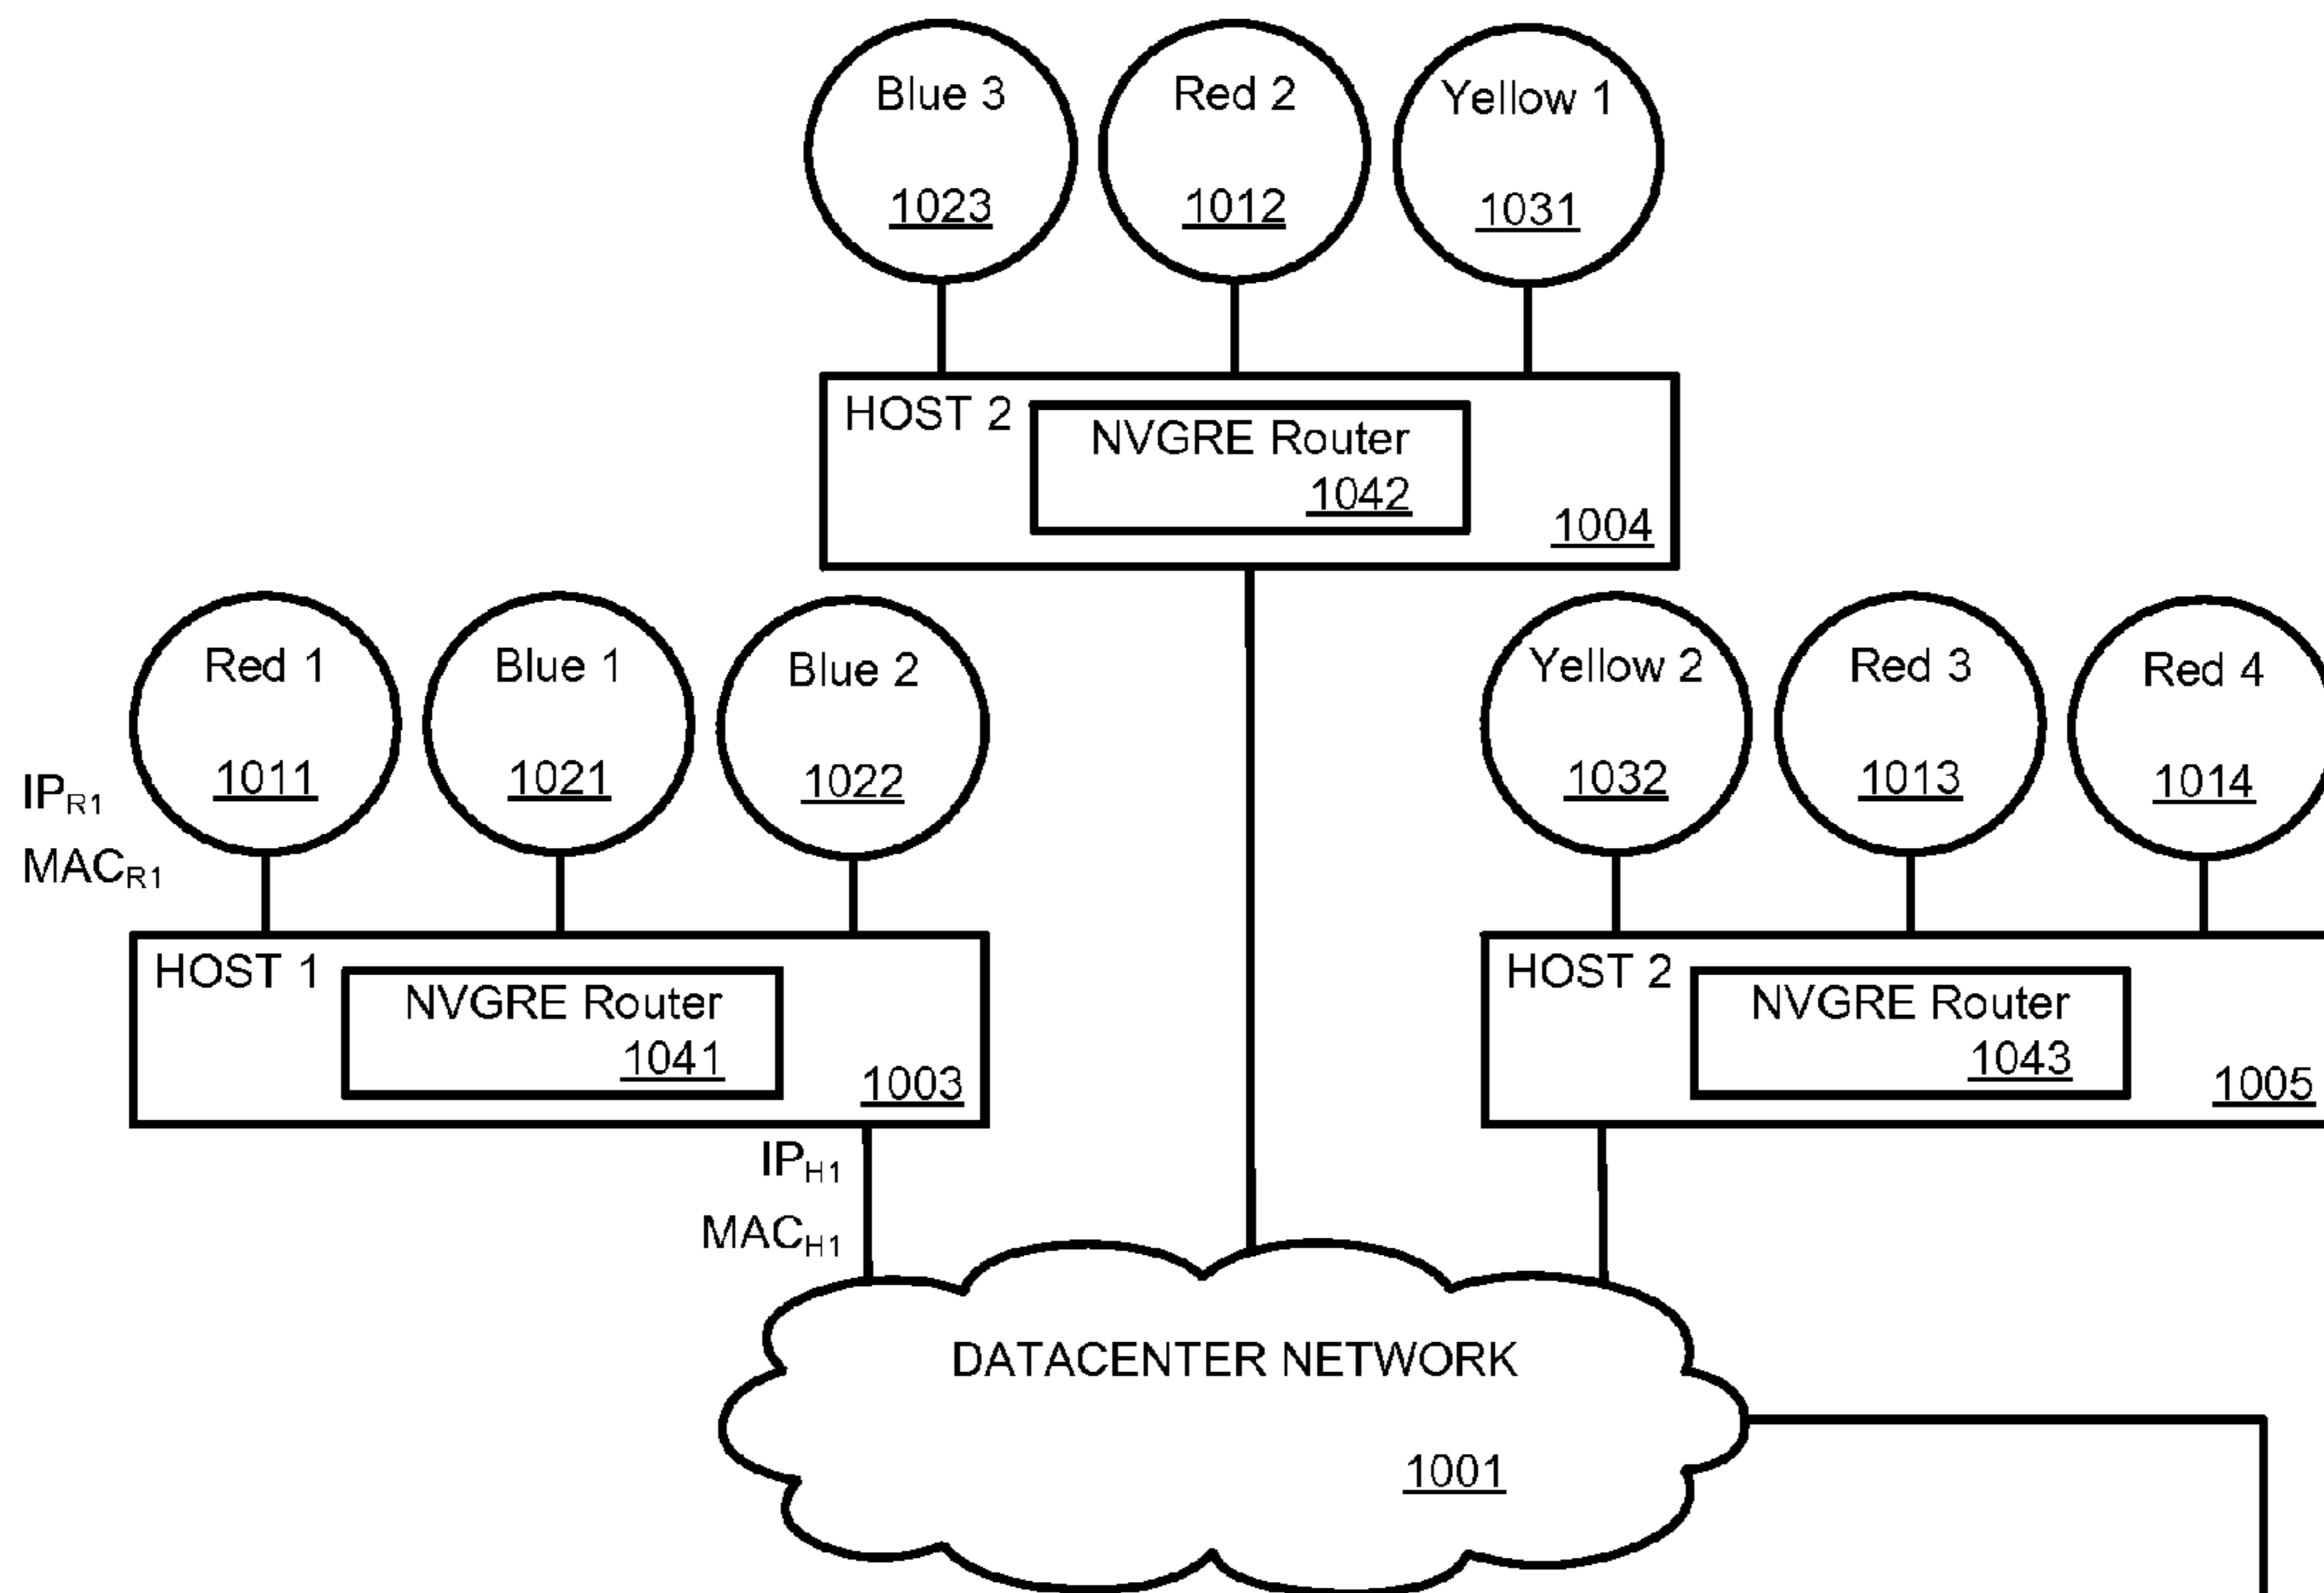 Blue 3
1023
Red 2
1012
Yellow 1
1031
HOST 2
NVGRE Router
1042
1004
Red 1
1011
Blue 1
1021
Blue 2
1022
IPR1
MACR1
HOST 1
NVGRE Router
1041
1003
IPH1
MACH1
Yellow 2
1032
Red 3
1013
Red 4
1014
HOST 2
NVGRE Router
1043
1005
DATACENTER NETWORK
1001